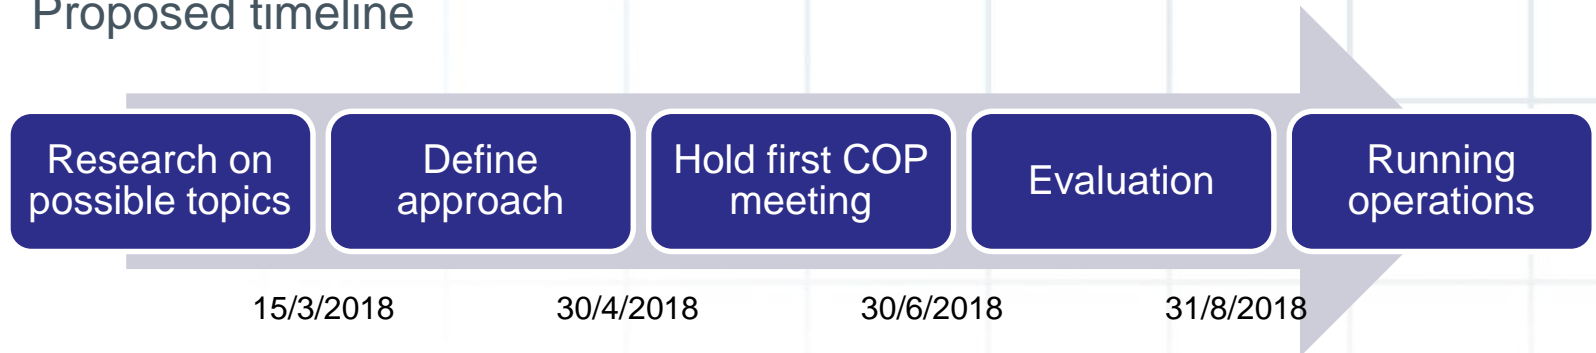 Proposed timeline
Research on
possible topics
Define
approach
Hold first COP
meeting
Evaluation
Running
operations
15/3/2018
30/4/2018
30/6/2018
31/8/2018